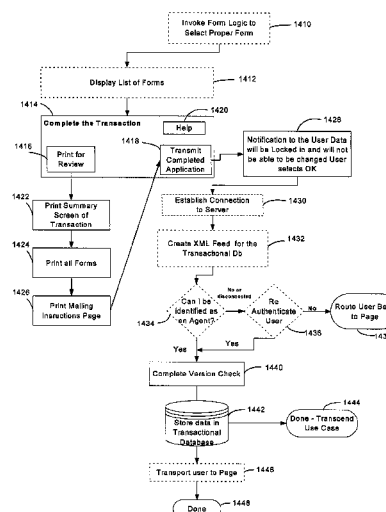 Invoke Form Logic to
Select Proper Form
1410
Display List of Forms
1412
1414
Complete the Transaction
1420
Help
1416
Print for
Review
1418
Transmit
Completed
Application
1428
Notification to the User Data
will be Locked in and will not
be able to be changed User
selects OK
1422
Print Summary
Screen of
Transaction
1424
Print all Forms
1426
Print Mailing
Insructions Page
Establish Connection
to Server
1430
1432
Create XML Feed for the
Transactional Db
Can I be
identified as
an Agent?
1434
No or
disconnected
Re
Authenticate
User
1436
No
Route User Ba
to Page
143
Yes
Yes
Complete Version Check
1440
1442
Store data in
Transactional
Database
1444
Done - Transcend
Use Case
Transport user to Page
1446
Done
1448